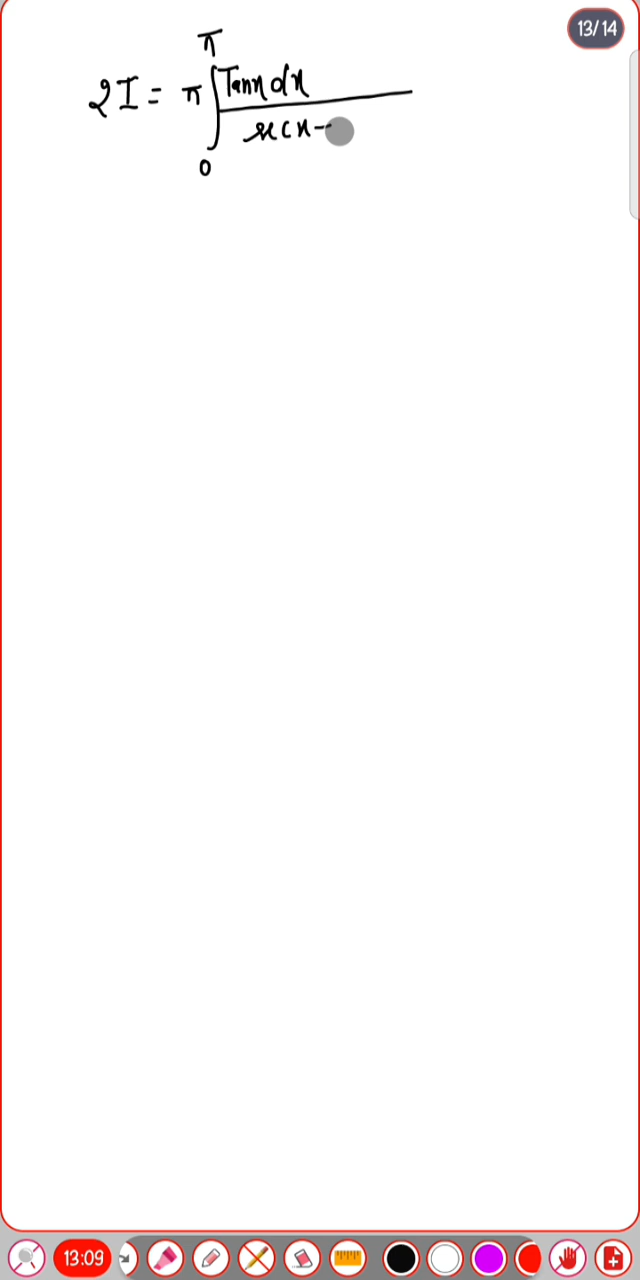 13/14
π
2I = π ∫ Tanx dx
secx -
0
13:09